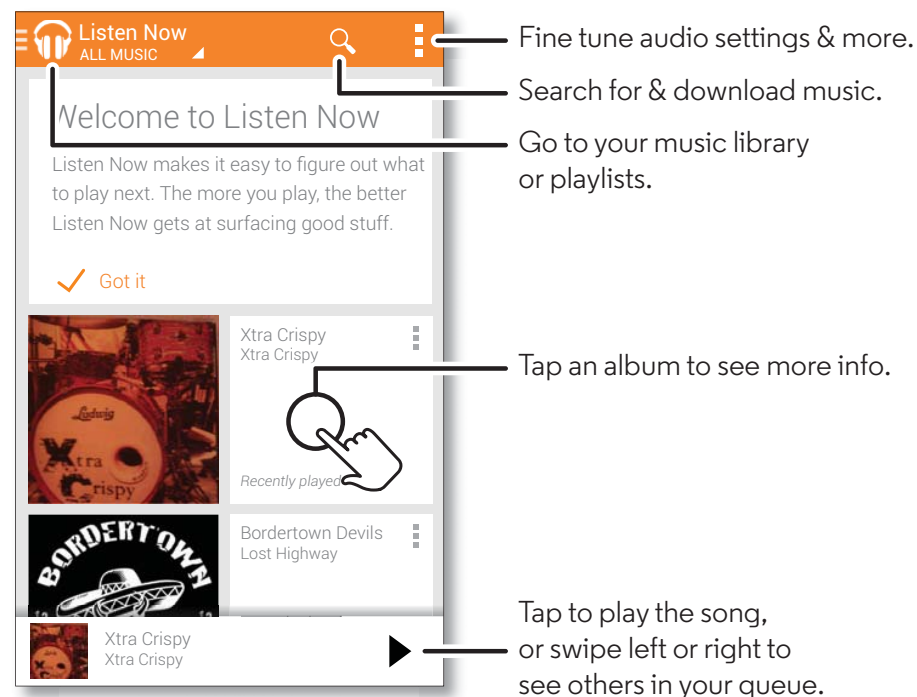 Listen Now
ALL MUSIC
Fine tune audio settings & more.
Search for & download music.
Go to your music library
or playlists.
Welcome to Listen Now
Listen Now makes it easy to figure out what
to play next. The more you play, the better
Listen Now gets at surfacing good stuff.
Got it
Ludwig
Xtra
Crispy
Xtra Crispy
Xtra Crispy
Recently played
Tap an album to see more info.
BORDERTOWN
Bordertown Devils
Lost Highway
Xtra Crispy
Xtra Crispy
Tap to play the song,
or swipe left or right to
see others in your queue.